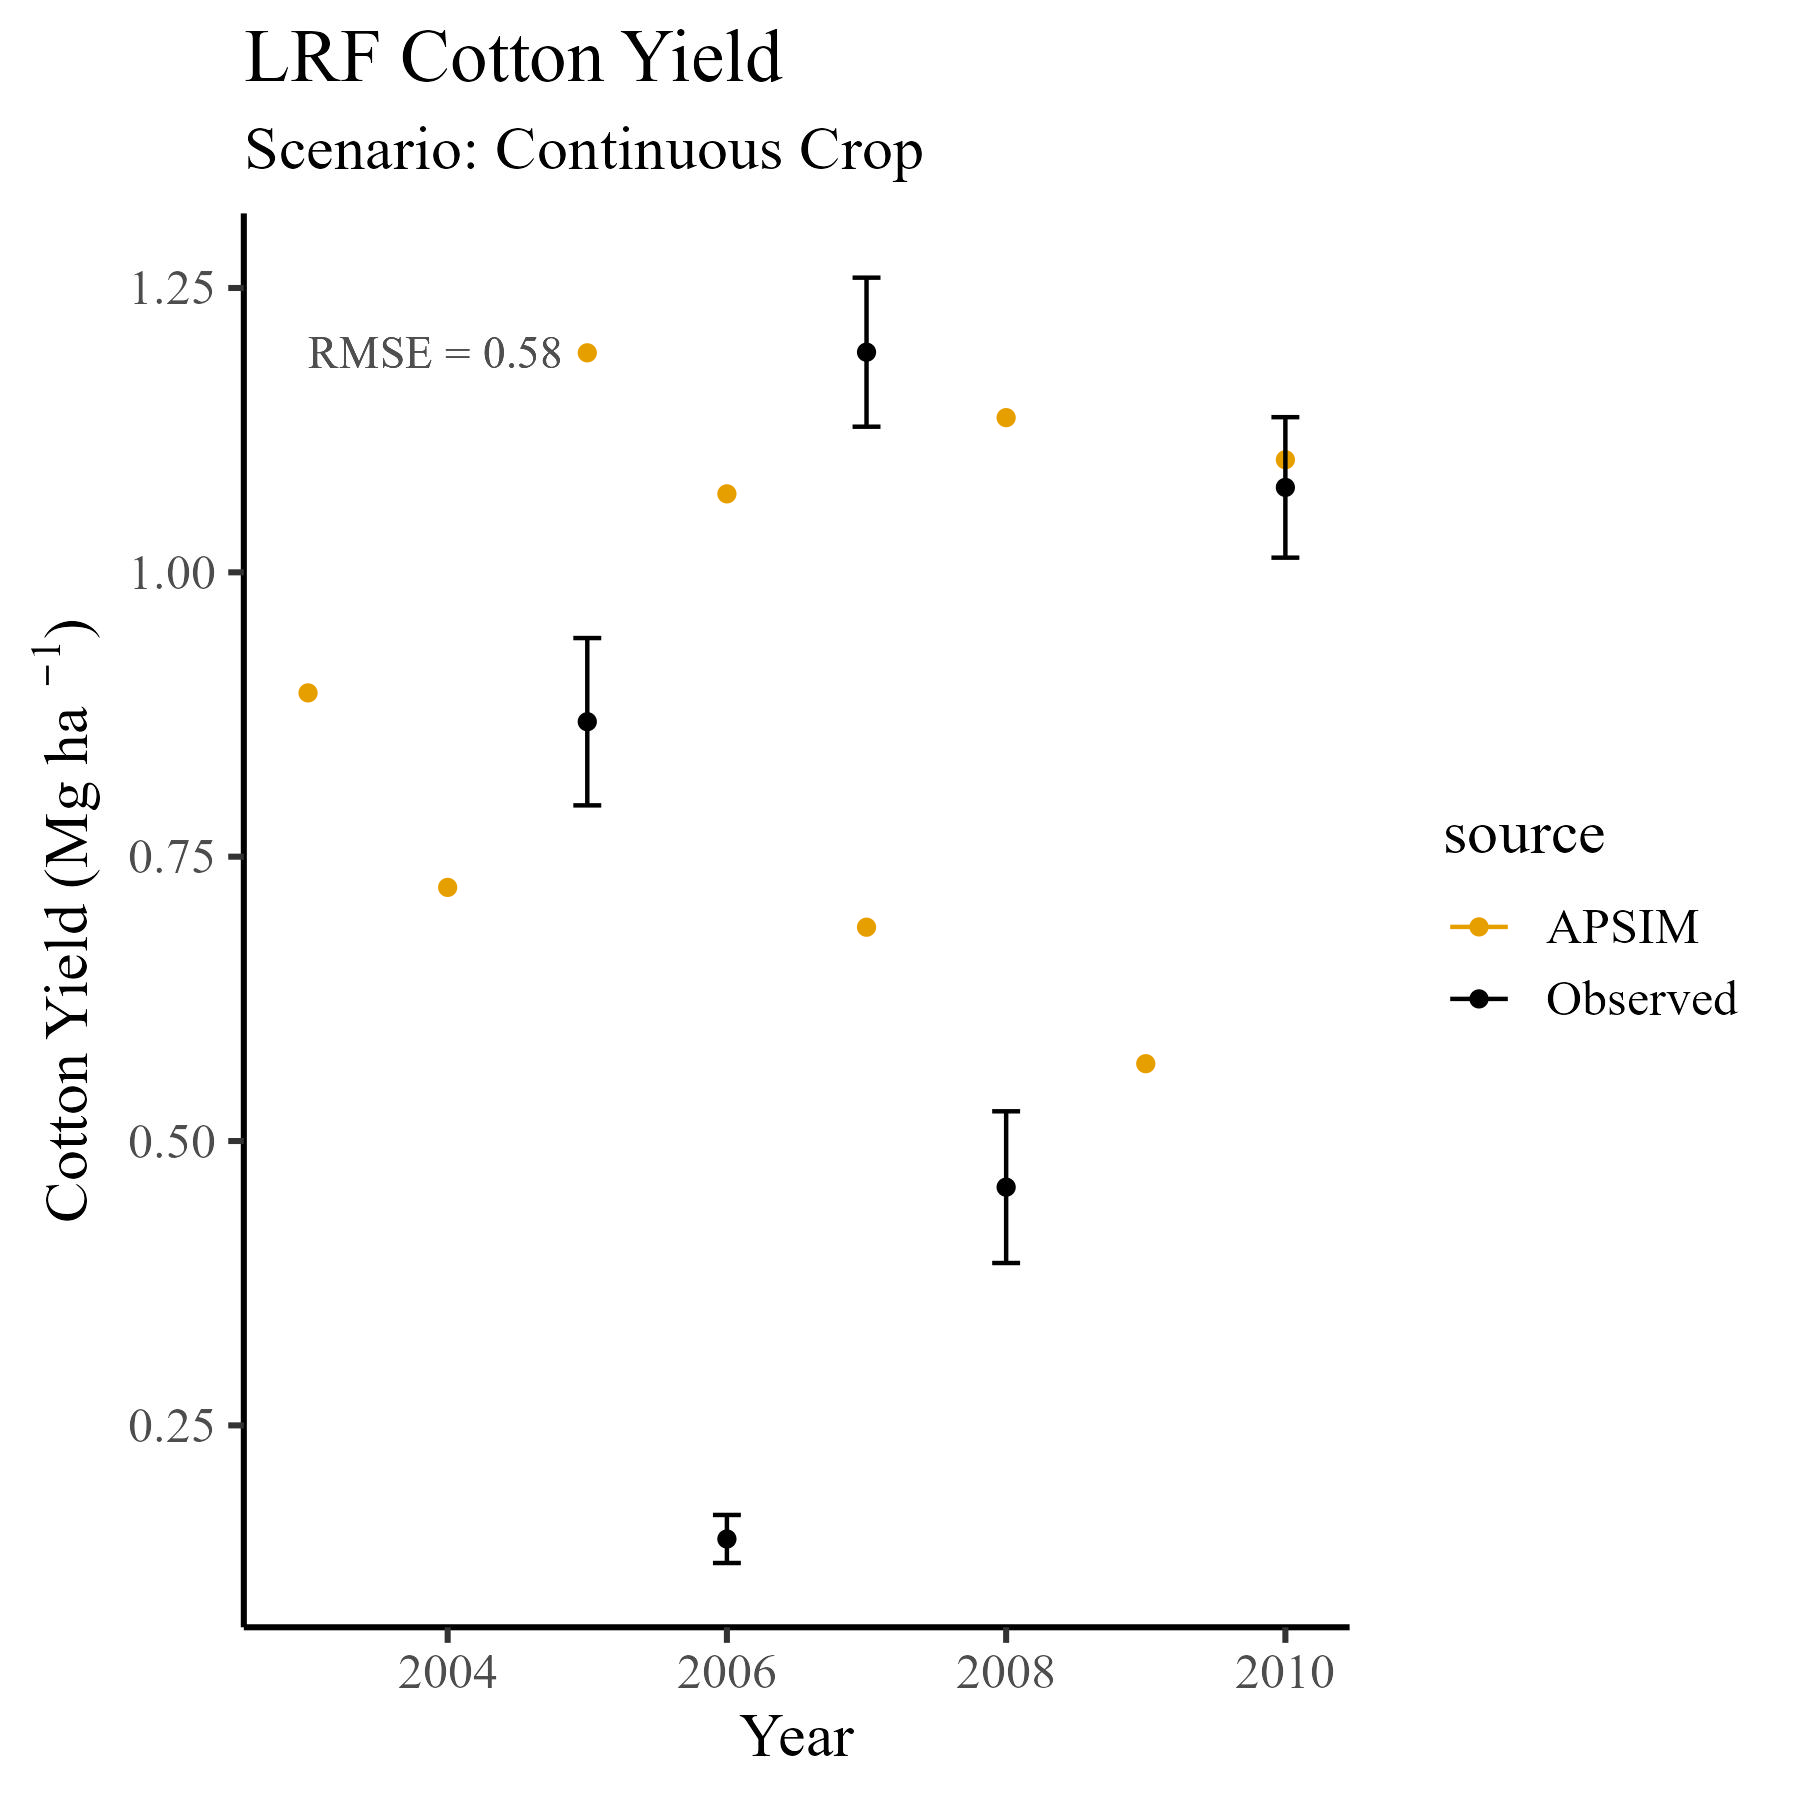 LRF Cotton Yield
Scenario: Continuous Crop
Cotton Yield (Mg ha −1)
1.25
1.00
0.75
0.50
0.25
RMSE = 0.58
2004
2006
2008
2010
Year
source
APSIM
Observed